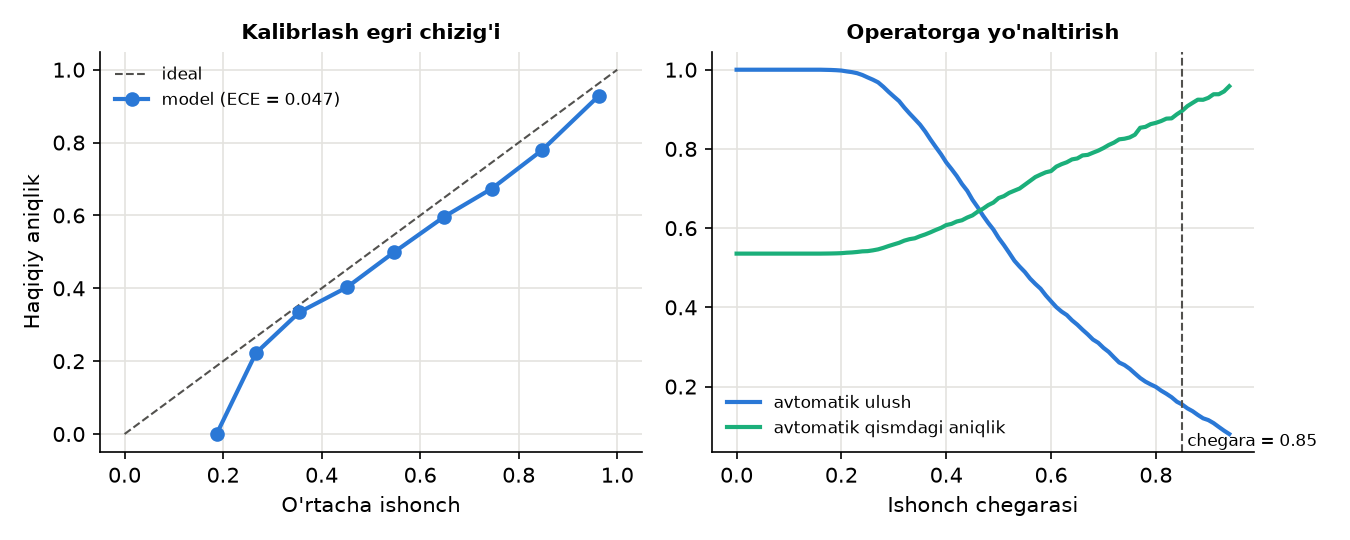 Kalibrlash egri chizig'i
ideal
model (ECE = 0.047)
1.0
0.8
0.6
0.4
0.2
0.0
Haqiqiy aniqlik
0.0 0.2 0.4 0.6 0.8 1.0
O'rtacha ishonch
Operatorga yo'naltirish
1.0
0.8
0.6
0.4
0.2
avtomatik ulush
avtomatik qismdagi aniqlik
chegara = 0.85
0.0 0.2 0.4 0.6 0.8
Ishonch chegarasi